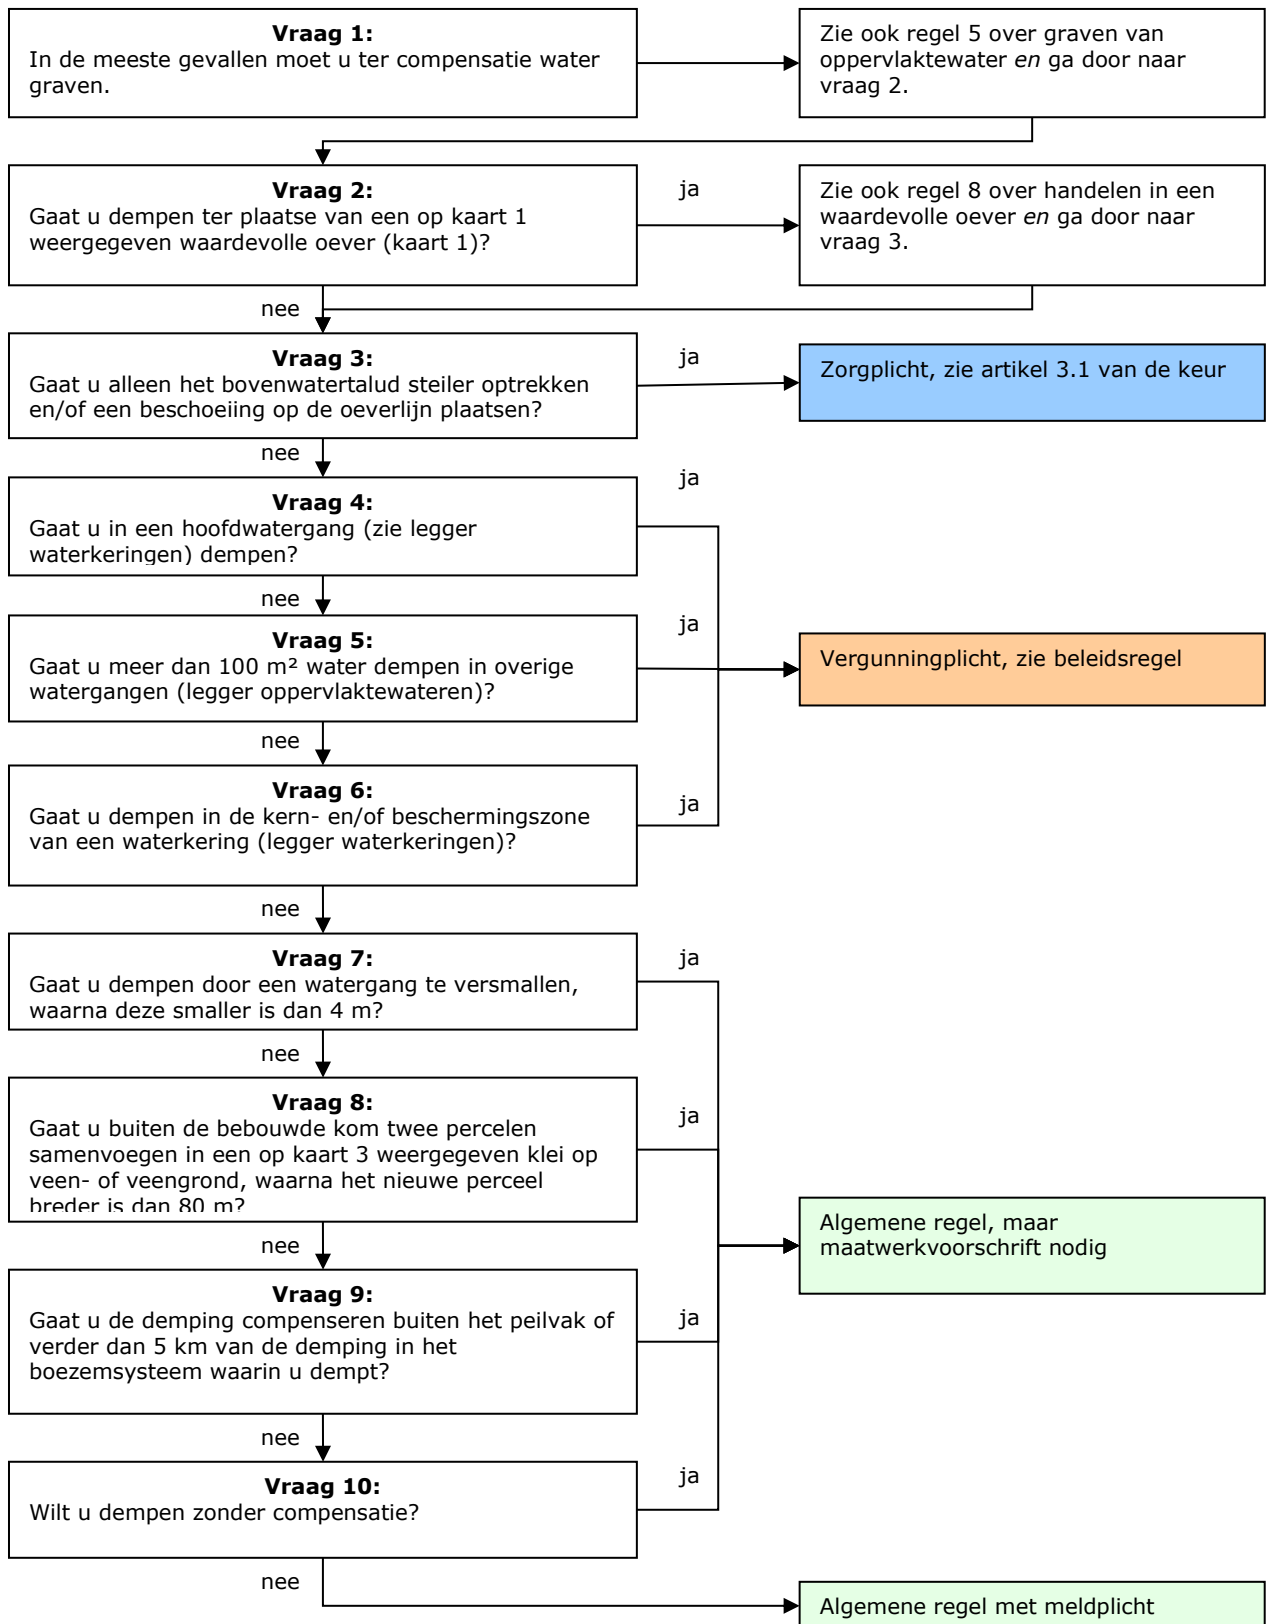 Vraag 1:
In de meeste gevallen moet u ter compensatie water
graven.
Zie ook regel 5 over graven van
oppervlaktewater en ga door naar
vraag 2.
Vraag 2:
Gaat u dempen ter plaatse van een op kaart 1
weergegeven waardevolle oever (kaart 1)?
ja
Zie ook regel 8 over handelen in een
waardevolle oever en ga door naar
vraag 3.
nee
Vraag 3:
Gaat u alleen het bovenwatertalud steiler optrekken
en/of een beschoeiing op de oeverlijn plaatsen?
ja
Zorgplicht, zie artikel 3.1 van de keur
nee
Vraag 4:
Gaat u in een hoofdwatergang (zie legger
waterkeringen) dempen?
ja
nee
Vraag 5:
Gaat u meer dan 100 m² water dempen in overige
watergangen (legger oppervlaktewateren)?
ja
Vergunningplicht, zie beleidsregel
nee
Vraag 6:
Gaat u dempen in de kern- en/of beschermingszone
van een waterkering (legger waterkeringen)?
ja
nee
Vraag 7:
Gaat u dempen door een watergang te versmallen,
waarna deze smaller is dan 4 m?
ja
nee
Vraag 8:
Gaat u buiten de bebouwde kom twee percelen
samenvoegen in een op kaart 3 weergegeven klei op
veen- of veengrond, waarna het nieuwe perceel
breder is dan 80 m?
ja
Algemene regel, maar
maatwerkvoorschrift nodig
nee
Vraag 9:
Gaat u de demping compenseren buiten het peilvak of
verder dan 5 km van de demping in het
boezemsysteem waarin u dempt?
ja
nee
Vraag 10:
Wilt u dempen zonder compensatie?
ja
nee
Algemene regel met meldplicht